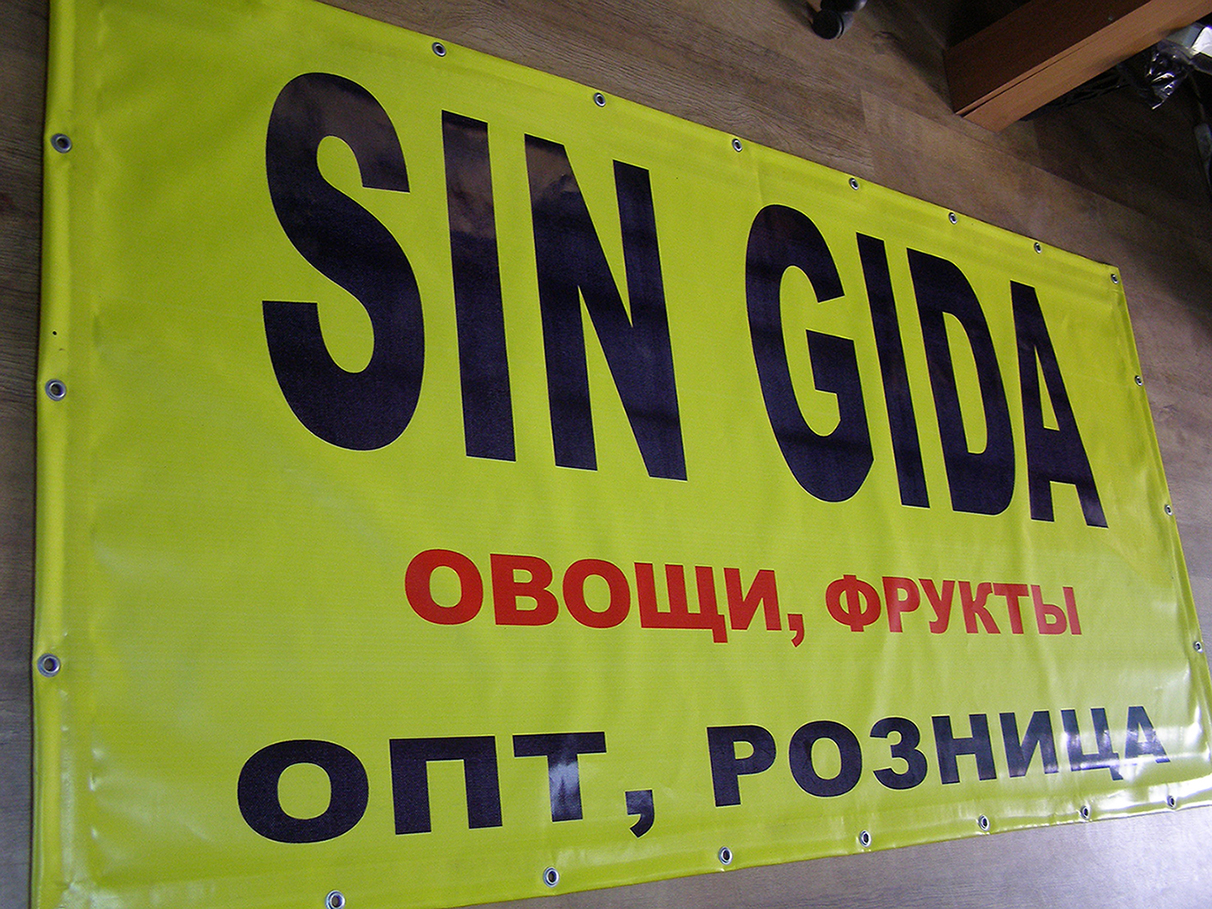 SIN GIDA
ОВОЩИ, ФРУКТЫ
ОПТ, РОЗНИЦА